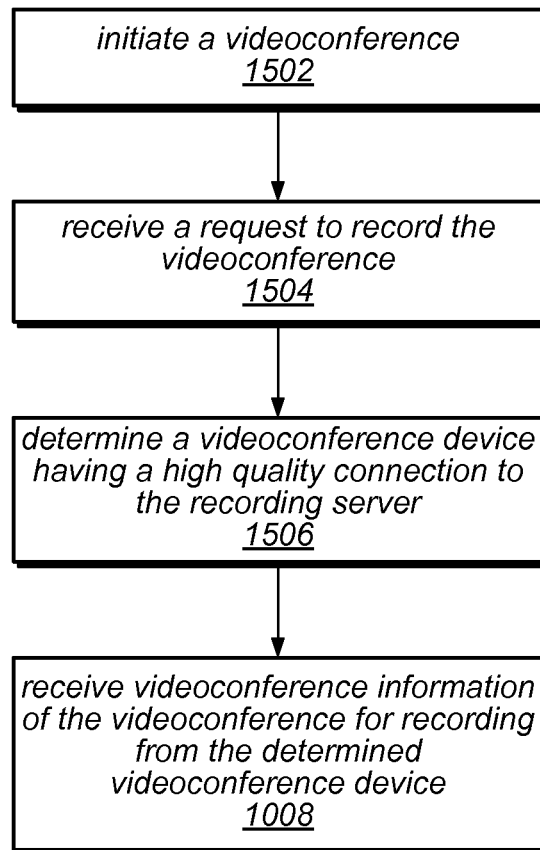 initiate a videoconference
1502
receive a request to record the
videoconference
1504
determine a videoconference device
having a high quality connection to
the recording server
1506
receive videoconference information
of the videoconference for recording
from the determined
videoconference device
1008